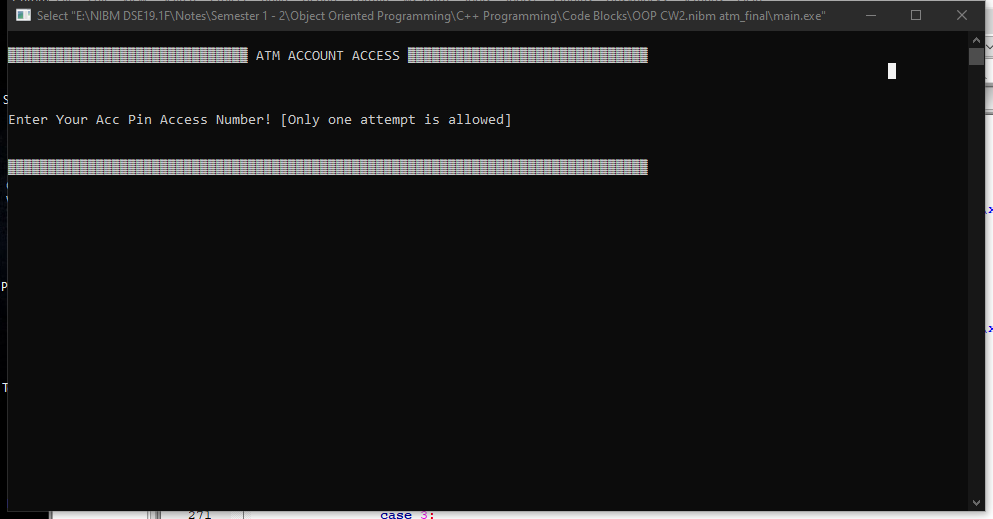 Select "E:\NIBM DSE19.1F\Notes\Semester 1 - 2\Object Oriented Programming\C++ Programming\Code Blocks\OOP CW2.nibm atm_final\main.exe"
ATM ACCOUNT ACCESS
S
Enter Your Acc Pin Access Number! [Only one attempt is allowed]
P
T
271 case 3: